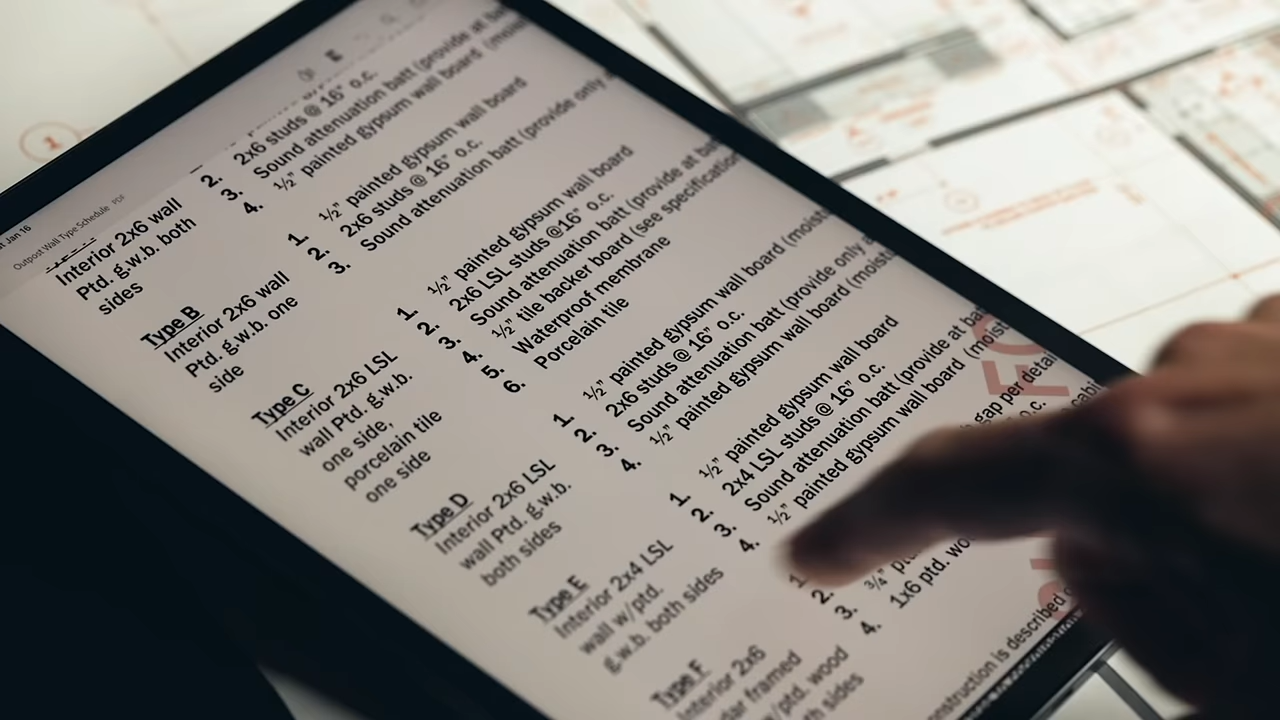 Jan 16
Outpost Wall Type Schedule PDF
Interior 2x6 wall
Ptd. g.w.b. both
sides
2. 2x6 studs @ 16" o.c.
3. Sound attenuation batt (provide at
4. ½" painted gypsum wall board
Type B
Interior 2x6 wall
Ptd. g.w.b. one
side
1. ½" painted gypsum wall board
2. 2x6 studs @ 16" o.c.
3. Sound attenuation batt (provide only
Type C
Interior 2x6 LSL
wall Ptd. g.w.b.
one side,
porcelain tile
one side
1. ½" painted gypsum wall board
2. 2x6 LSL studs @16" o.c.
3. Sound attenuation batt (provide at
4. ½" tile backer board (see specification
5. Waterproof membrane
6. Porcelain tile
Type D
Interior 2x6 LSL
wall Ptd. g.w.b.
both sides
1. ½" painted gypsum wall board
2. 2x6 studs @ 16" o.c.
3. Sound attenuation batt (provide only
4. ½" painted gypsum wall board
Type E
Interior 2x4 LSL
wall w/ptd.
g.w.b. both sides
1. ½" painted gypsum wall board
2. 2x4 LSL studs @ 16" o.c.
3. Sound attenuation batt (provide at
4. ½" painted gypsum wall board
Type F
Interior 2x6
framed
w/ptd. wood
sides
1.
2. gap per detail
3. ¾" o.c.
4. 1x6 ptd.
construction is described
1